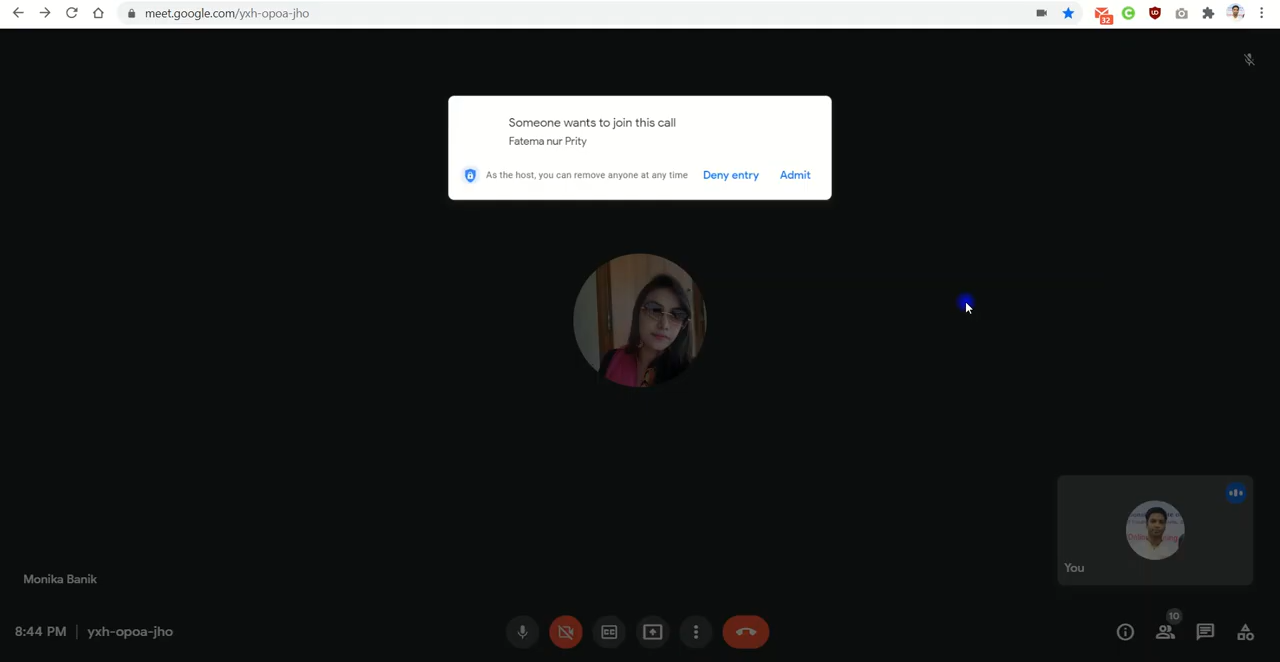 meet.google.com/yxh-opoa-jho
32
Someone wants to join this call
Fatema nur Prity
As the host, you can remove anyone at any time
Deny entry
Admit
You
Monika Banik
8:44 PM | yxh-opoa-jho
CC
10